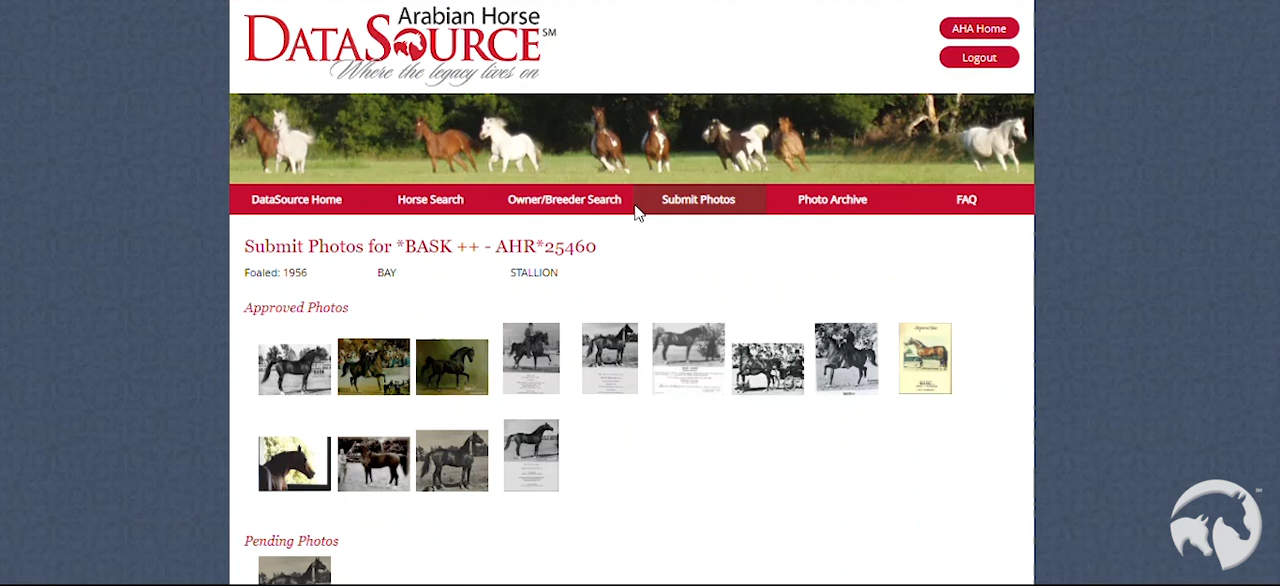 Arabian Horse
DATASOURCE SM
Where the legacy lives on
AHA Home
Logout
DataSource Home Horse Search Owner/Breeder Search Submit Photos Photo Archive FAQ
Submit Photos for *BASK ++ - AHR*25460
Foaled: 1956 BAY STALLION
Approved Photos
Pending Photos